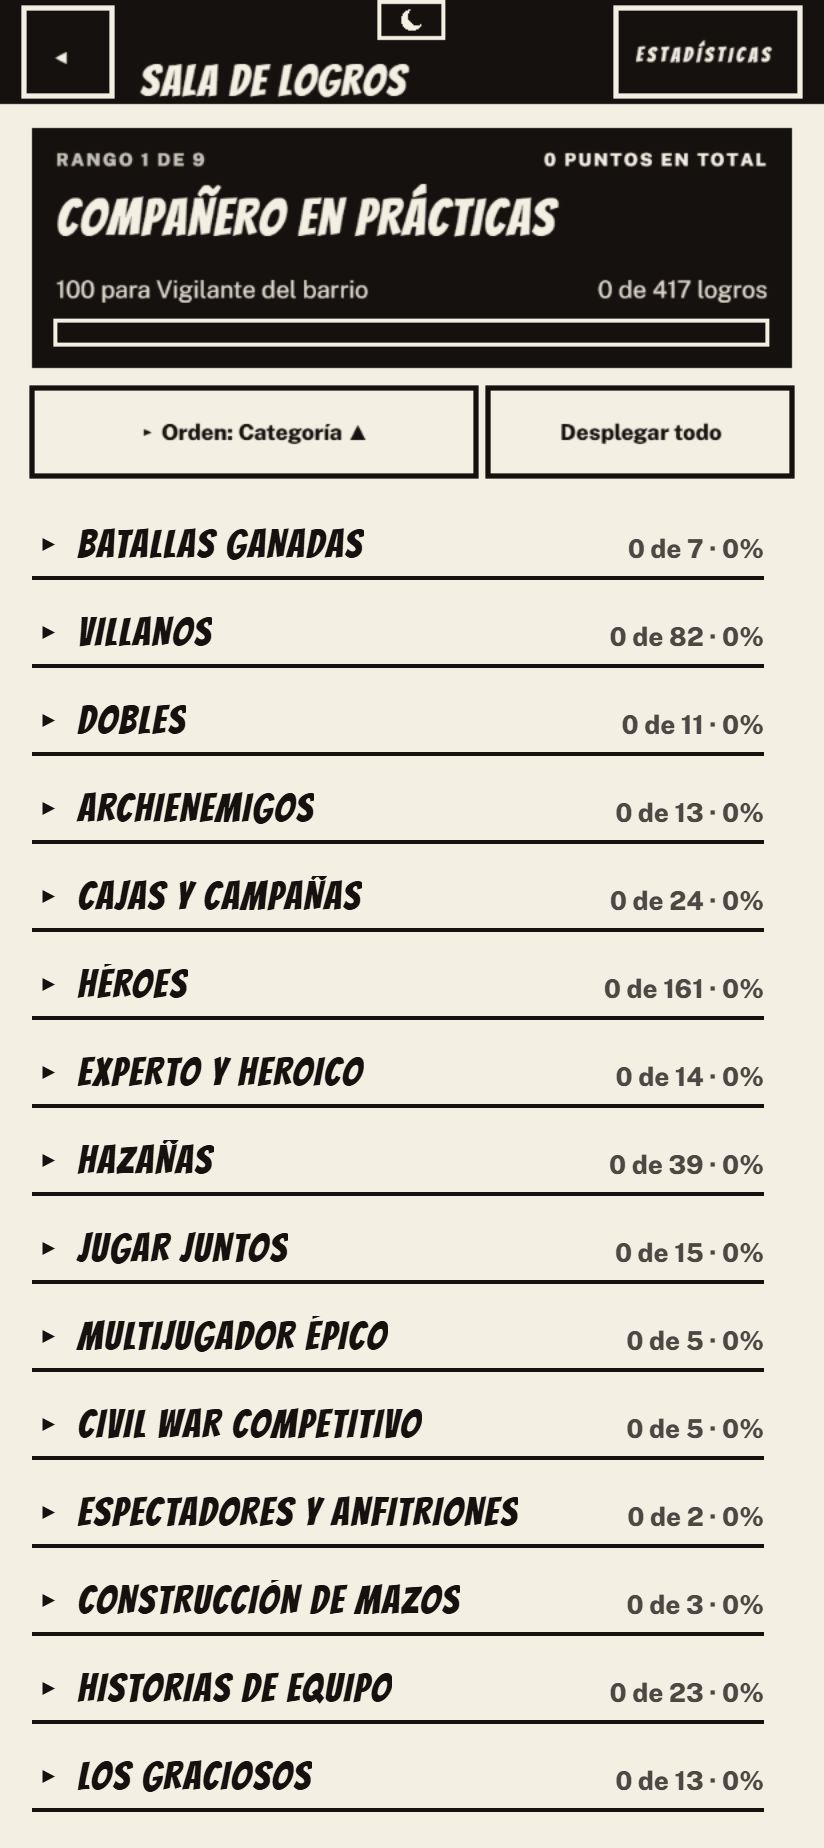 SALA DE LOGROS
ESTADÍSTICAS
RANGO 1 DE 9
0 PUNTOS EN TOTAL
COMPAÑERO EN PRÁCTICAS
100 para Vigilante del barrio
0 de 417 logros
▸ Orden: Categoría ▲
Desplegar todo
▸ BATALLAS GANADAS 0 de 7 · 0%
▸ VILLANOS 0 de 82 · 0%
▸ DOBLES 0 de 11 · 0%
▸ ARCHIENEMIGOS 0 de 13 · 0%
▸ CAJAS Y CAMPAÑAS 0 de 24 · 0%
▸ HÉROES 0 de 161 · 0%
▸ EXPERTO Y HEROICO 0 de 14 · 0%
▸ HAZAÑAS 0 de 39 · 0%
▸ JUGAR JUNTOS 0 de 15 · 0%
▸ MULTIJUGADOR ÉPICO 0 de 5 · 0%
▸ CIVIL WAR COMPETITIVO 0 de 5 · 0%
▸ ESPECTADORES Y ANFITRIONES 0 de 2 · 0%
▸ CONSTRUCCIÓN DE MAZOS 0 de 3 · 0%
▸ HISTORIAS DE EQUIPO 0 de 23 · 0%
▸ LOS GRACIOSOS 0 de 13 · 0%